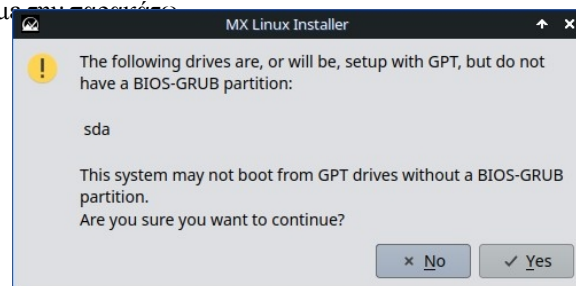 MX Linux Installer
The following drives are, or will be, setup with GPT, but do not
have a BIOS-GRUB partition:
sda
This system may not boot from GPT drives without a BIOS-GRUB
partition.
Are you sure you want to continue?
No
Yes